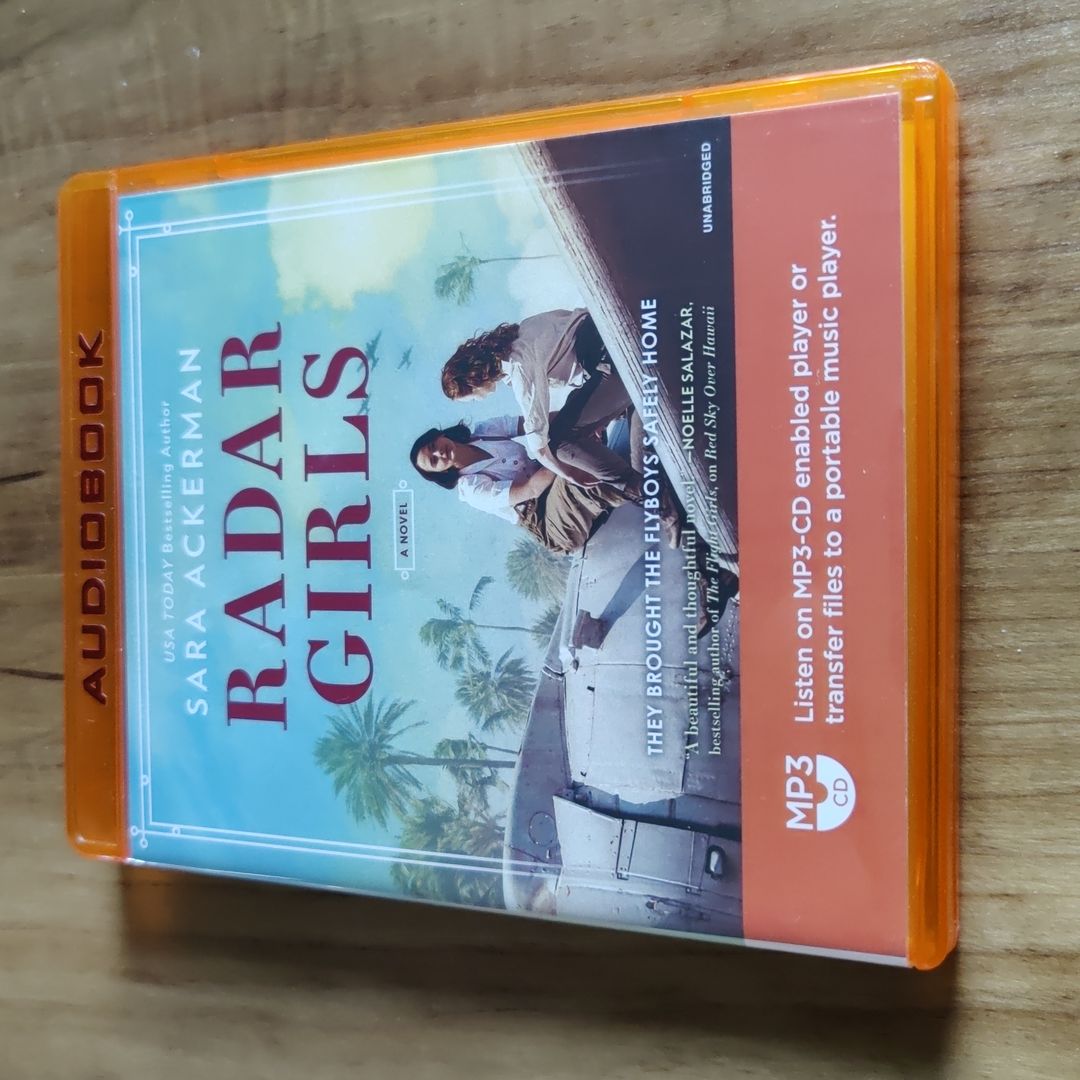 AUDIOBOOK
USA TODAY Bestselling Author
SARA ACKERMAN
RADAR
GIRLS
A NOVEL
THEY BROUGHT THE FLYBOYS SAFELY HOME
"A beautiful and thoughtful novel." —NOELLE SALAZAR,
bestselling author of The Flight Girls, on Red Sky Over Hawaii
UNABRIDGED
MP3
CD
Listen on MP3-CD enabled player or
transfer files to a portable music player.